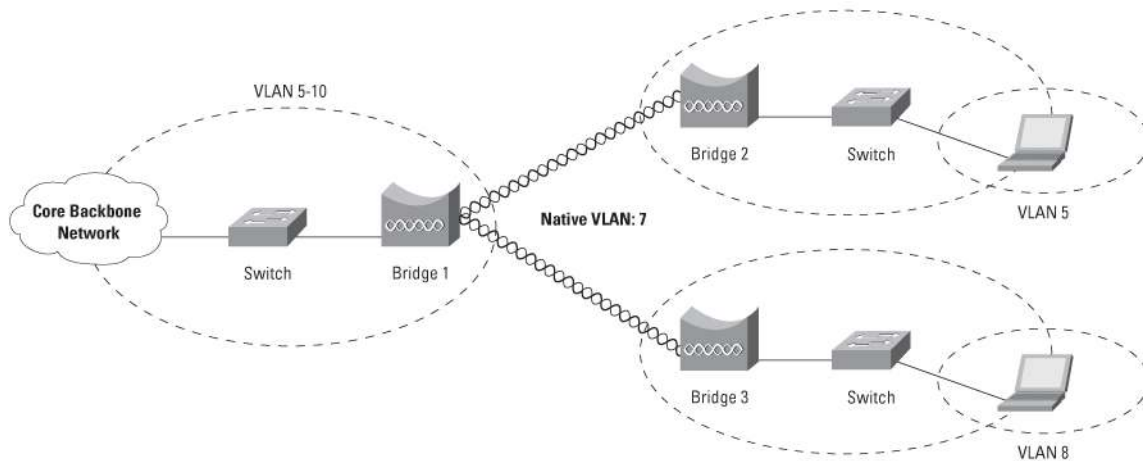 VLAN 5-10
Core Backbone
Network
Switch
Bridge 1
Native VLAN: 7
Bridge 2
Switch
VLAN 5
Bridge 3
Switch
VLAN 8